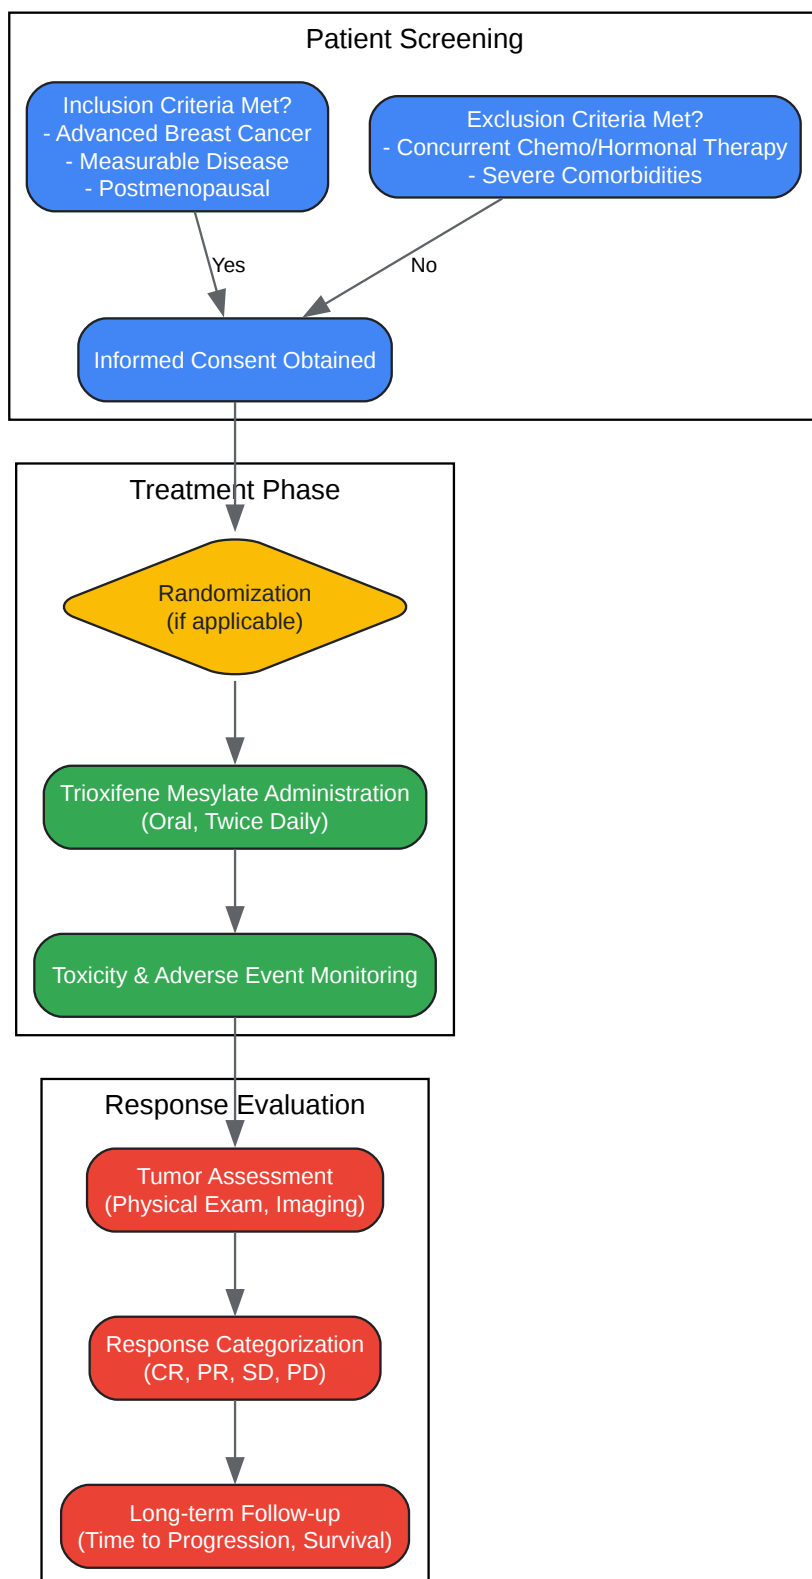 Patient Screening
Inclusion Criteria Met?
- Advanced Breast Cancer
- Measurable Disease
- Postmenopausal
Exclusion Criteria Met?
- Concurrent Chemo/Hormonal Therapy
- Severe Comorbidities
Yes
No
Informed Consent Obtained
Treatment Phase
Randomization
(if applicable)
Trioxifene Mesylate Administration
(Oral, Twice Daily)
Toxicity & Adverse Event Monitoring
Response Evaluation
Tumor Assessment
(Physical Exam, Imaging)
Response Categorization
(CR, PR, SD, PD)
Long-term Follow-up
(Time to Progression, Survival)